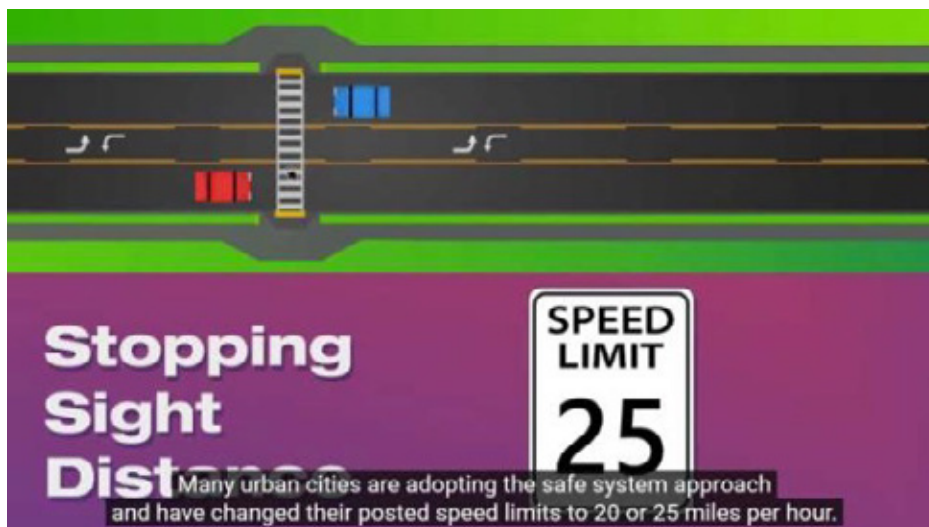 Stopping
Sight
Distance
SPEED
LIMIT
25
Many urban cities are adopting the safe system approach
and have changed their posted speed limits to 20 or 25 miles per hour.